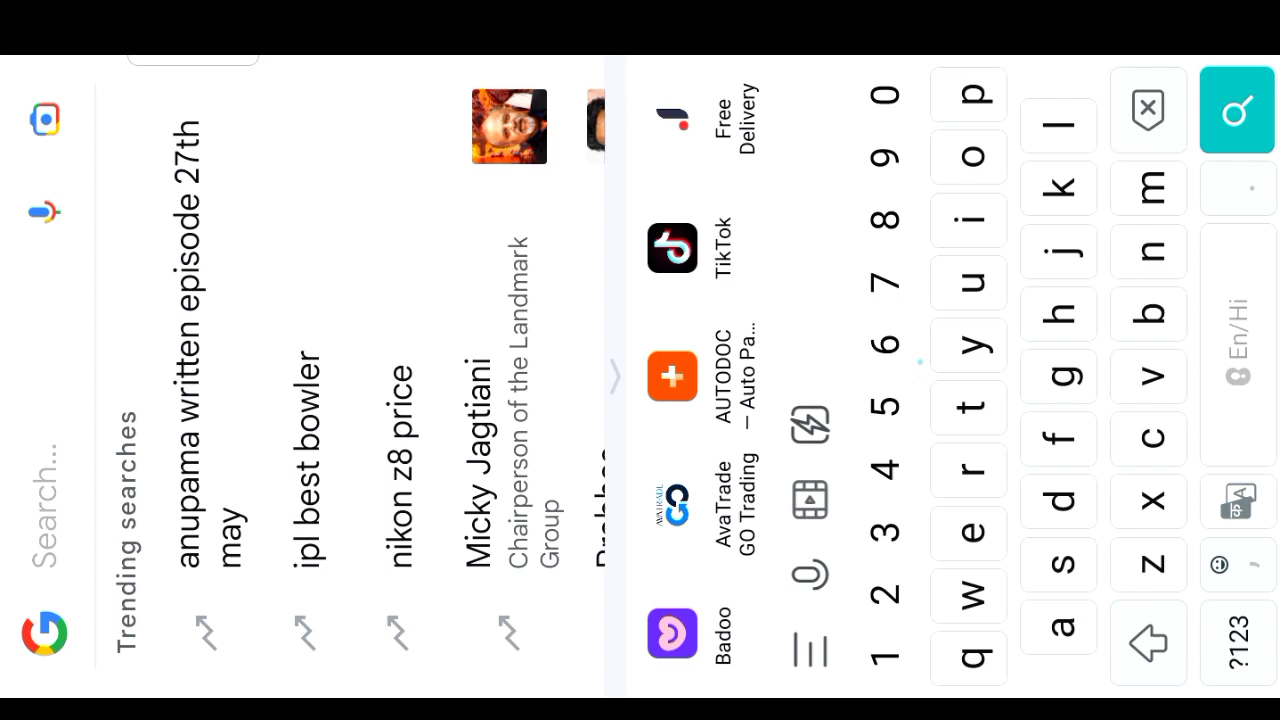 Search...
Trending searches
anupama written episode 27th
may
ipl best bowler
nikon z8 price
Micky Jagtiani
Chairperson of the Landmark
Group
Badoo
AVATRADE
AvaTrade
GO Trading
AUTODOC
— Auto Pa...
TikTok
Free
Delivery
1 2 3 4 5 6 7 8 9 0
q w e r t y u i o p
a s d f g h j k l
z x c v b n m
?123 , क A En/Hi .